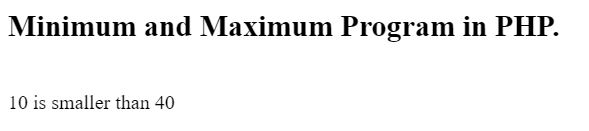 Minimum and Maximum Program in PHP.
10 is smaller than 40